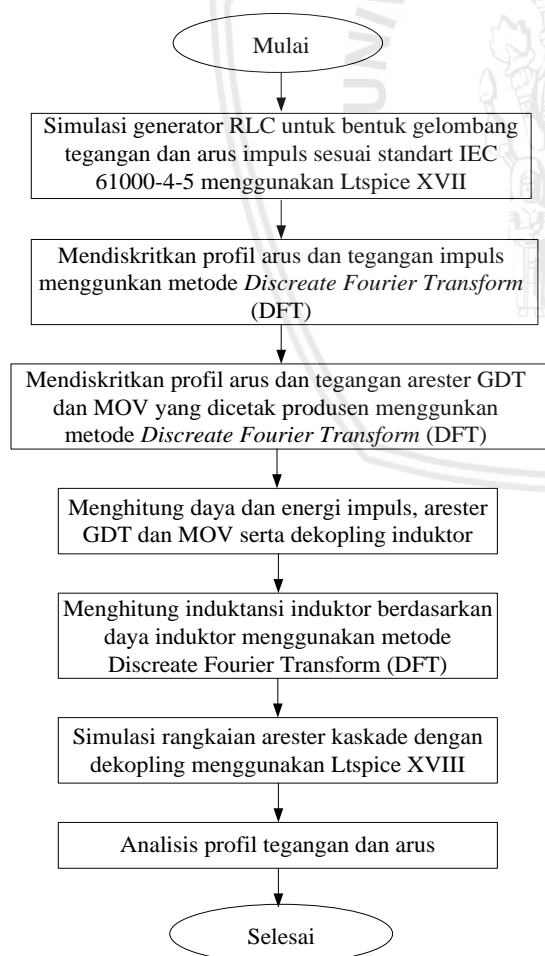 Mulai
Simulasi generator RLC untuk bentuk gelombang
tegangan dan arus impuls sesuai standart IEC
61000-4-5 menggunakan Ltspice XVII
Mendiskritkan profil arus dan tegangan impuls
menggunkan metode Discreate Fourier Transform
(DFT)
Mendiskritkan profil arus dan tegangan arester GDT
dan MOV yang dicetak produsen menggunkan
metode Discreate Fourier Transform (DFT)
Menghitung daya dan energi impuls, arester
GDT dan MOV serta dekopling induktor
Menghitung induktansi induktor berdasarkan
daya induktor menggunakan metode
Discreate Fourier Transform (DFT)
Simulasi rangkaian arester kaskade dengan
dekopling menggunakan Ltspice XVIII
Analisis profil tegangan dan arus
Selesai
UNI